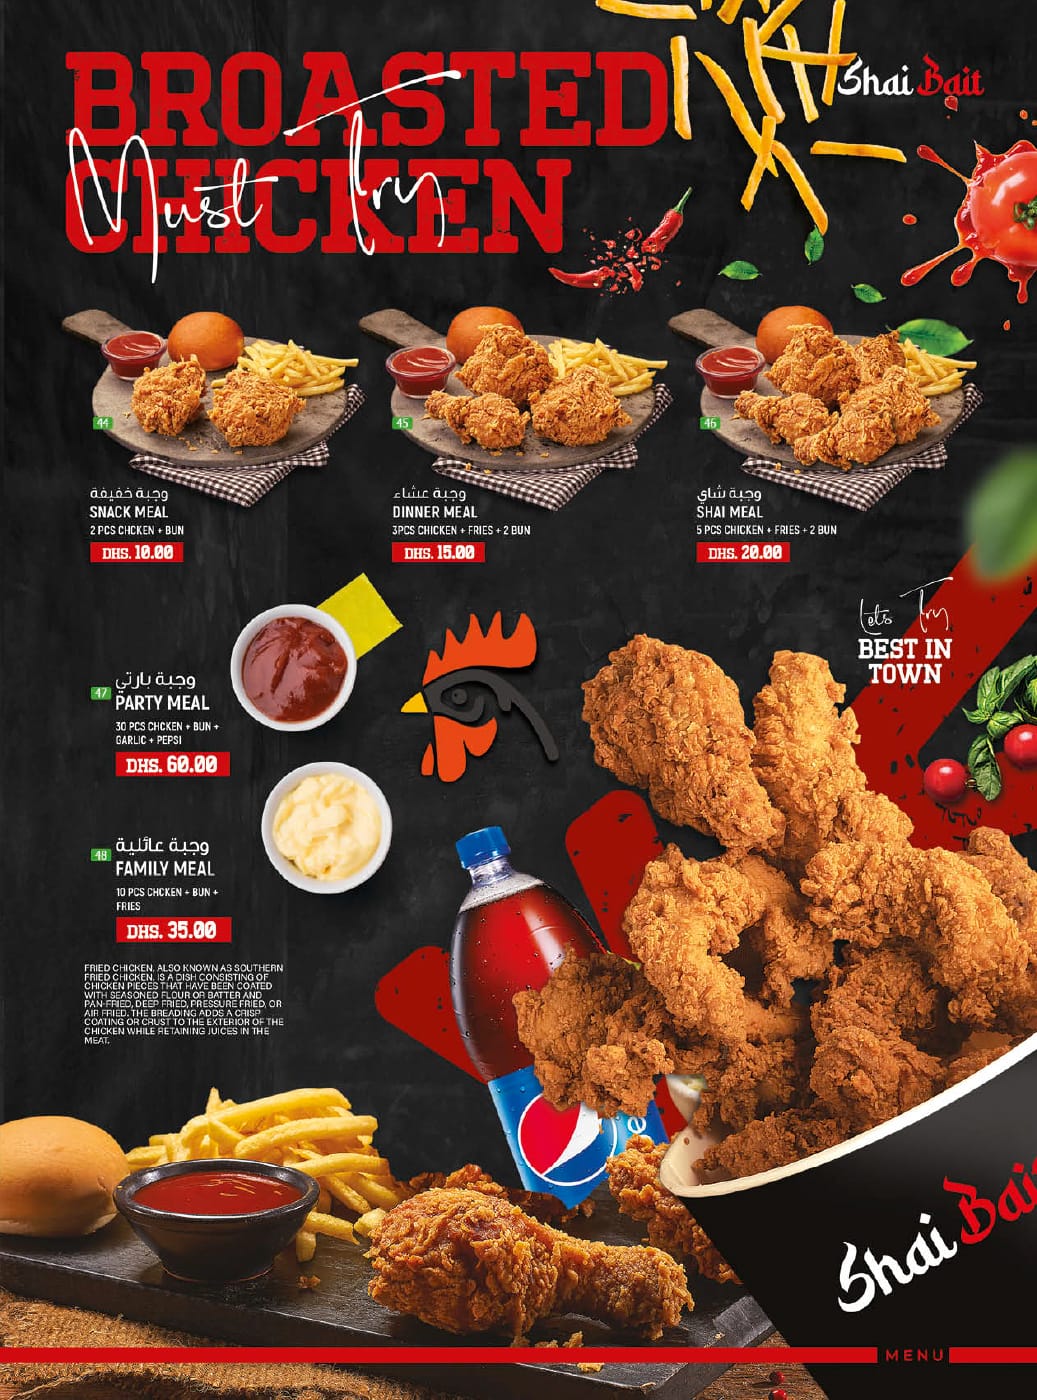 BROASTED
CHICKEN
Must Try
Shai Bait
44
وجبة خفيفة
SNACK MEAL
2 PCS CHCKEN + BUN
DHS. 10.00
45
وجبة عشاء
DINNER MEAL
3PCS CHICKEN + FRIES + 2 BUN
DHS. 15.00
46
وجبة شاي
SHAI MEAL
5 PCS CHICKEN + FRIES + 2 BUN
DHS. 20.00
Lets Try
BEST IN
TOWN
47
وجبة بارتي
PARTY MEAL
30 PCS CHCKEN + BUN +
GARLIC + PEPSI
DHS. 60.00
48
وجبة عائلية
FAMILY MEAL
10 PCS CHCKEN + BUN +
FRIES
DHS. 35.00
FRIED CHICKEN, ALSO KNOWN AS SOUTHERN
FRIED CHICKEN, IS A DISH CONSISTING OF
CHICKEN PIECES THAT HAVE BEEN COATED
WITH SEASONED FLOUR OR BATTER AND
PAN-FRIED, DEEP FRIED, PRESSURE FRIED, OR
AIR FRIED. THE BREADING ADDS A CRISP
COATING OR CRUST TO THE EXTERIOR OF THE
CHICKEN WHILE RETAINING JUICES IN THE
MEAT.
Shai Bait
MENU